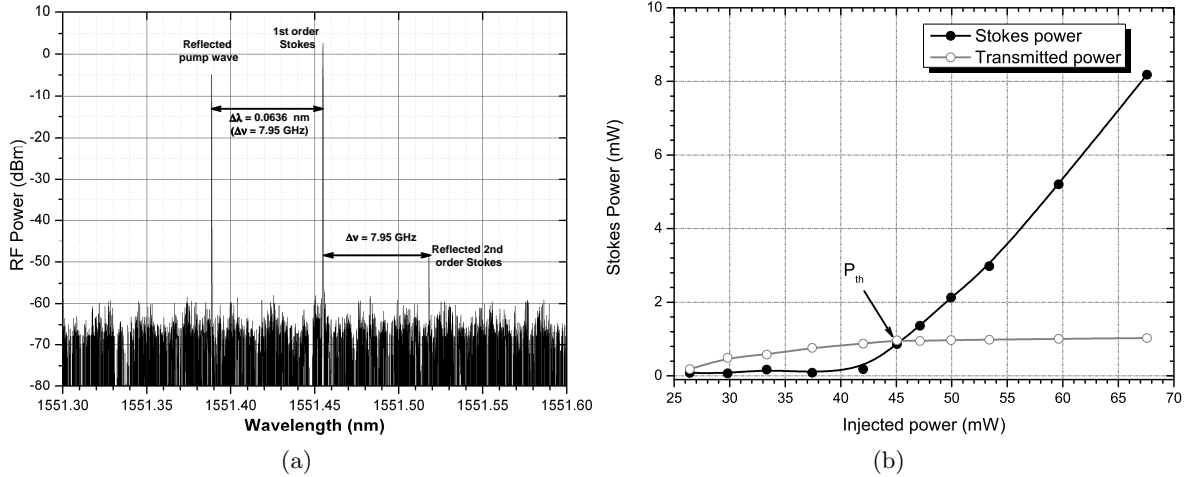 10
0
-10
-20
-30
-40
-50
-60
-70
-80
RF Power (dBm)
Reflected
pump wave
1st order
Stokes
Δλ = 0.0636 nm
(Δν = 7.95 GHz)
Δν = 7.95 GHz
Reflected 2nd
order Stokes
1551.30 1551.35 1551.40 1551.45 1551.50 1551.55 1551.60
Wavelength (nm)
(a)
10
8
6
4
2
0
Stokes Power (mW)
Stokes power
Transmitted power
Pth
25 30 35 40 45 50 55 60 65 70
Injected power (mW)
(b)